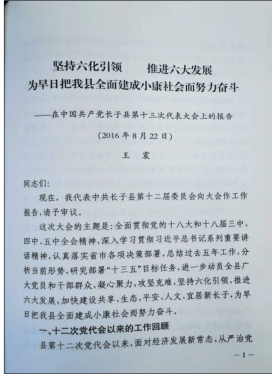 坚持六化引领　　推进六大发展
为早日把我县全面建成小康社会而努力奋斗
——在中国共产党长子县第十三次代表大会上的报告
(2016年8月22日)
王　震
同志们：
现在，我代表中共长子县第十二届委员会向大会作工作
报告，请予审议。
这次大会的主题是：全面贯彻党的十八大和十八届三中、
四中、五中全会精神，深入学习贯彻习近平总书记系列重要讲
话精神，认真落实省市各项决策部署，总结过去五年工作，分
析当前形势，研究部署“十三五”目标任务，进一步动员全县广
大党员和干部群众，凝心聚力，攻坚克难，坚持六化引领，推进
六大发展，加快建设共享、生态、平安、人文、宜居新长子，为早
日把我县全面建成小康社会而努力奋斗。
一、十二次党代会以来的工作回顾
县第十二次党代会以来，面对经济发展新常态、从严治党
— 1 —